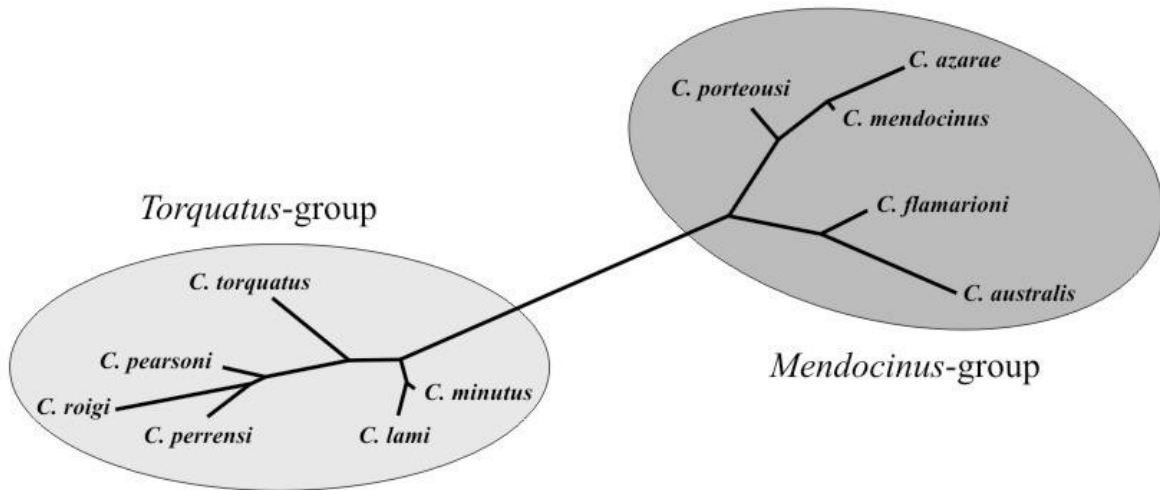 C. azarae
C. porteousi
C. mendocinus
C. flamarioni
C. australis
Mendocinus-group
Torquatus-group
C. torquatus
C. pearsoni
C. roigi
C. perrensi
C. minutus
C. lami